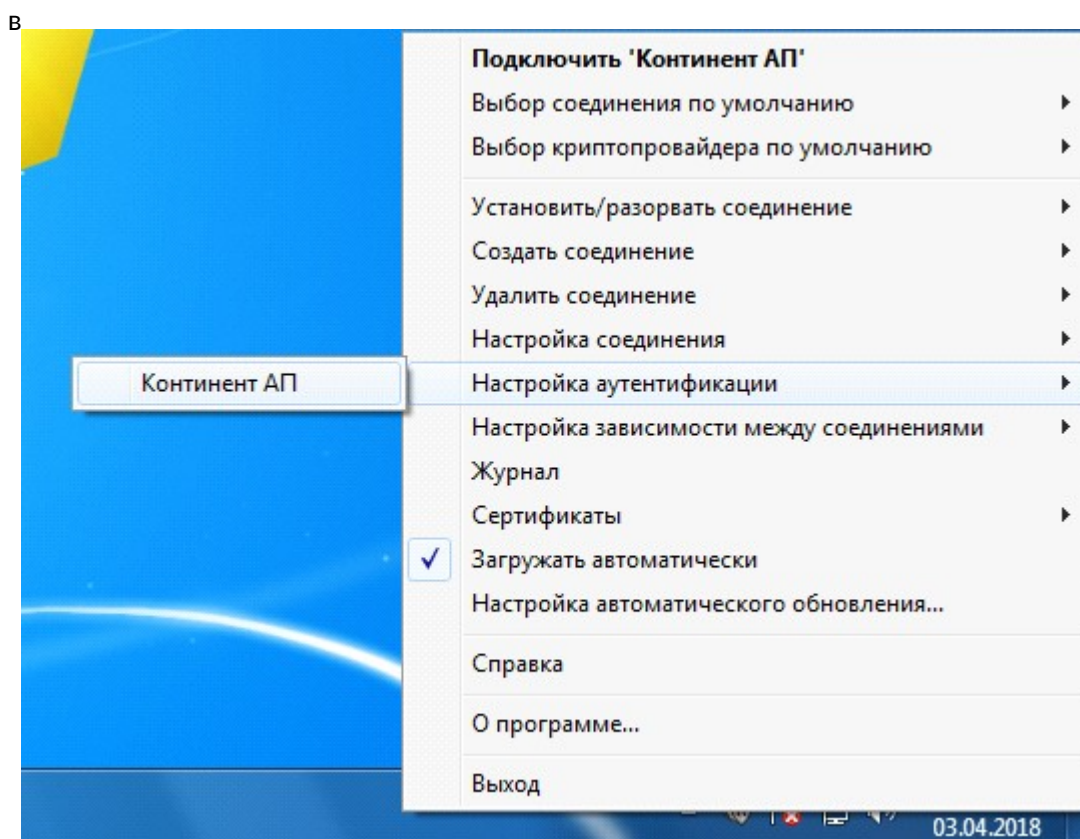 в
Подключить 'Континент АП'
Выбор соединения по умолчанию
Выбор криптопровайдера по умолчанию
Установить/разорвать соединение
Создать соединение
Удалить соединение
Настройка соединения
Континент АП
Настройка аутентификации
Настройка зависимости между соединениями
Журнал
Сертификаты
Загружать автоматически
Настройка автоматического обновления...
Справка
О программе...
Выход
03.04.2018